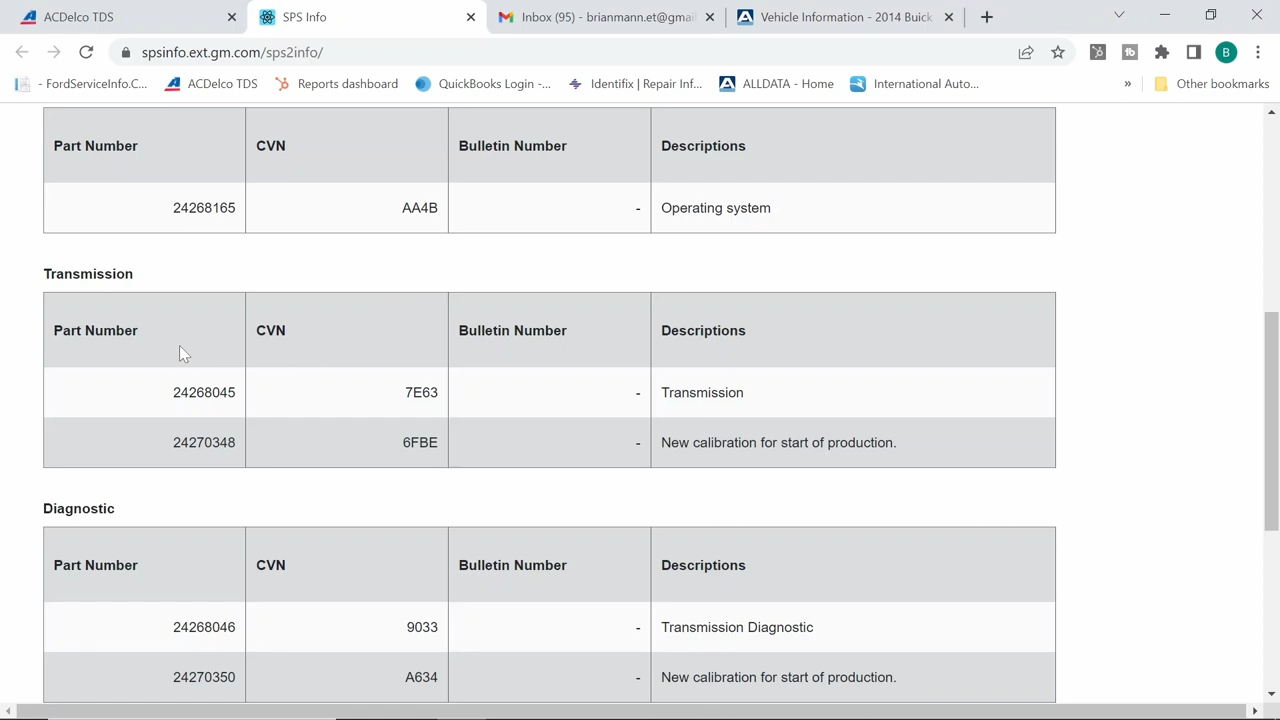 ACDelco TDS
SPS Info
Inbox (95) - brianmann.et@gmai
Vehicle Information - 2014 Buick
spsinfo.ext.gm.com/sps2info/
B
- FordServiceInfo.C...
ACDelco TDS
Reports dashboard
QuickBooks Login -...
Identifix | Repair Inf...
ALLDATA - Home
International Auto...
»
Other bookmarks
Part Number CVN Bulletin Number Descriptions
24268165 AA4B - Operating system
Transmission
Part Number CVN Bulletin Number Descriptions
24268045 7E63 - Transmission
24270348 6FBE - New calibration for start of production.
Diagnostic
Part Number CVN Bulletin Number Descriptions
24268046 9033 - Transmission Diagnostic
24270350 A634 - New calibration for start of production.